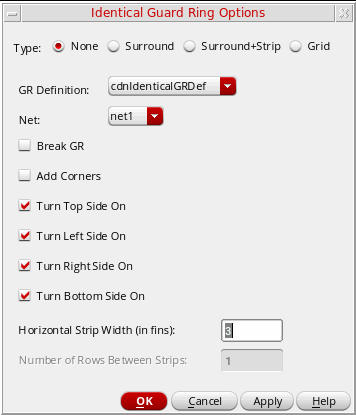 Identical Guard Ring Options
Type: None Surround Surround+Strip Grid
GR Definition: cdnIdenticalGRDef
Net: net1
Break GR
Add Corners
Turn Top Side On
Turn Left Side On
Turn Right Side On
Turn Bottom Side On
Horizontal Strip Width (in fins): 3
Number of Rows Between Strips: 1
OK Cancel Apply Help